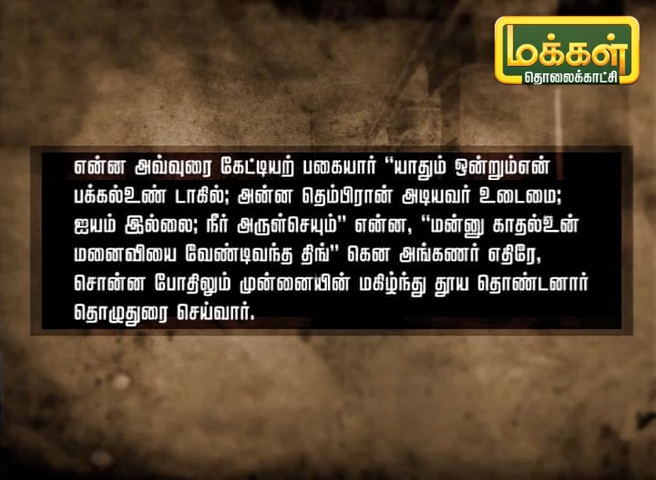 மக்கள்
தொலைக்காட்சி
என்ன அவ்வுரை கேட்டியற் பகையார் “யாதும் ஒன்றும்என்
பக்கல்உண் டாகில்; அன்ன தெம்பிரான் அடியவர் உடைமை;
ஐயம் இல்லை; நீர் அருள்செயும்” என்ன, “மன்னு காதல்உன்
மனைவியை வேண்டிவந்த திங்” கென அங்கணர் எதிரே,
சொன்ன போதிலும் முன்னையின் மகிழ்ந்து தூய தொண்டனார்
தொழுதுரை செய்வார்.